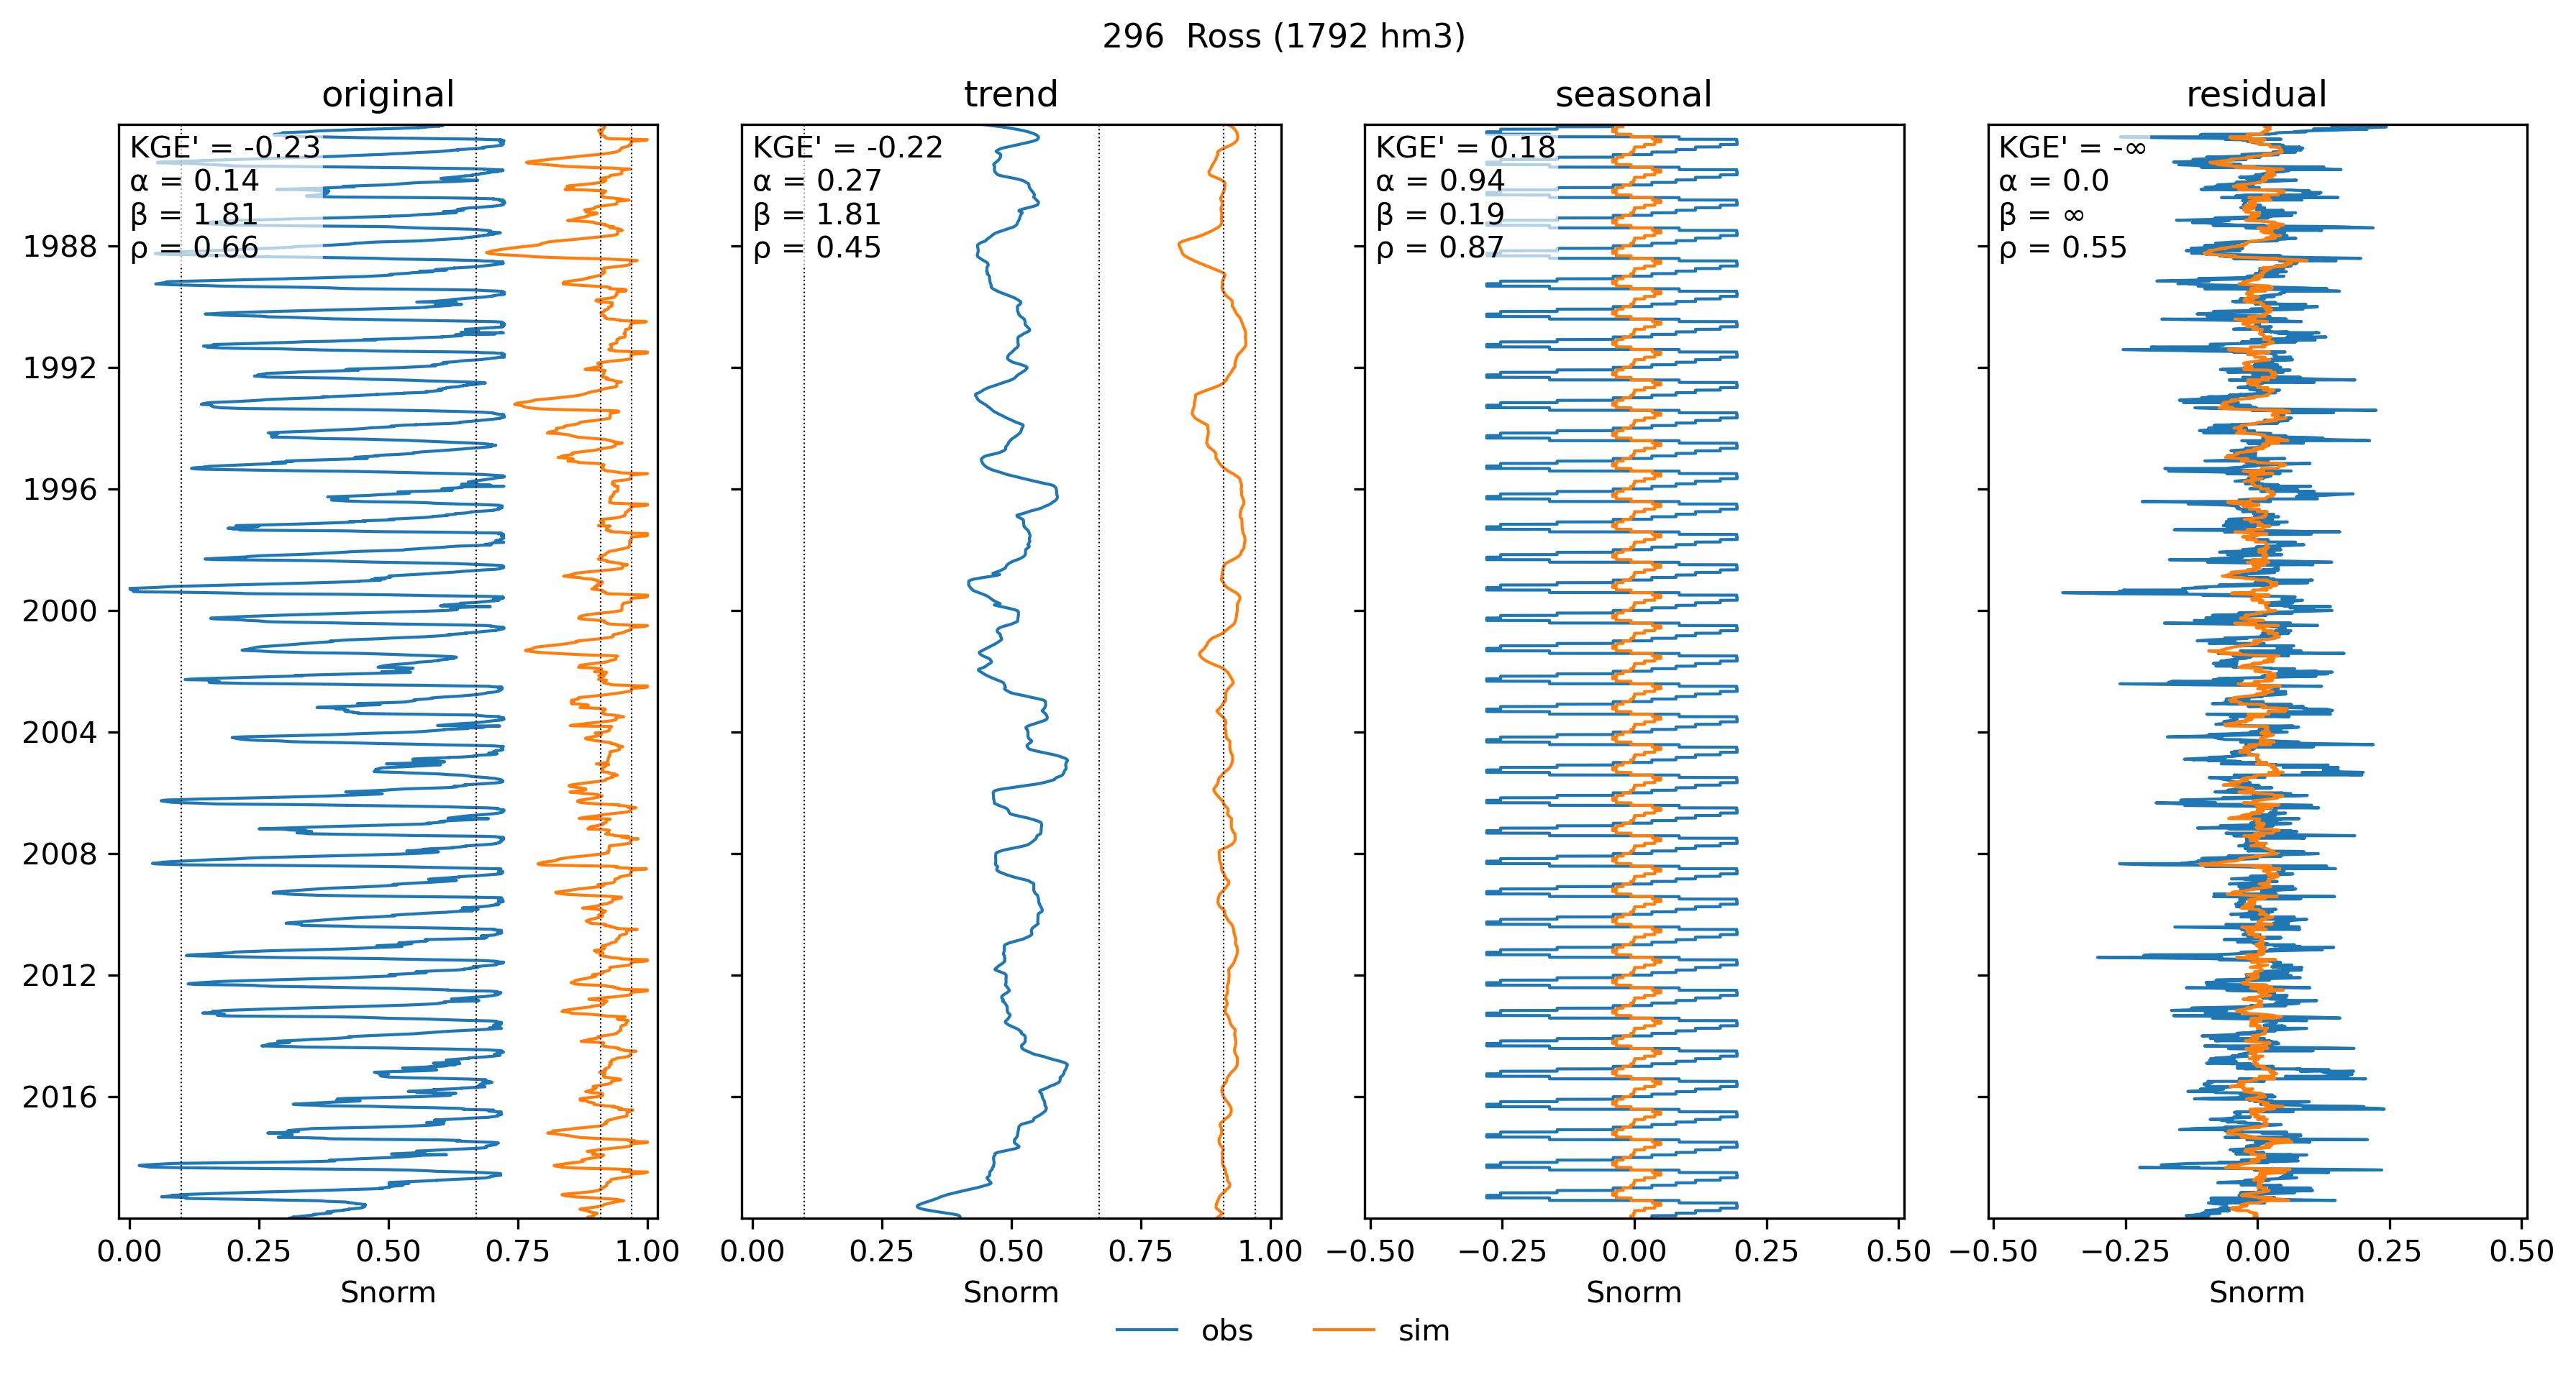 296  Ross (1792 hm3)
original
trend
seasonal
residual
KGE' = -0.23
α = 0.14
β = 1.81
ρ = 0.66
KGE' = -0.22
α = 0.27
β = 1.81
ρ = 0.45
KGE' = 0.18
α = 0.94
β = 0.19
ρ = 0.87
KGE' = -∞
α = 0.0
β = ∞
ρ = 0.55
1988
1992
1996
2000
2004
2008
2012
2016
0.00 0.25 0.50 0.75 1.00
0.00 0.25 0.50 0.75 1.00
−0.50 −0.25 0.00 0.25 0.50
−0.50 −0.25 0.00 0.25 0.50
Snorm
Snorm
Snorm
Snorm
obs
sim